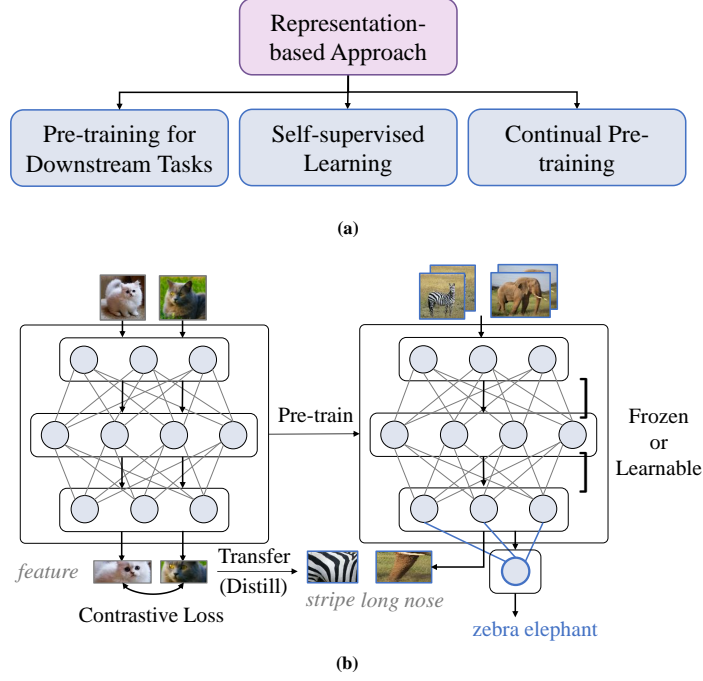 Representation-
based Approach
Pre-training for
Downstream Tasks
Self-supervised
Learning
Continual Pre-
training
(a)
Pre-train
Frozen
or
Learnable
feature
Transfer
(Distill)
Contrastive Loss
stripe long nose
zebra elephant
(b)